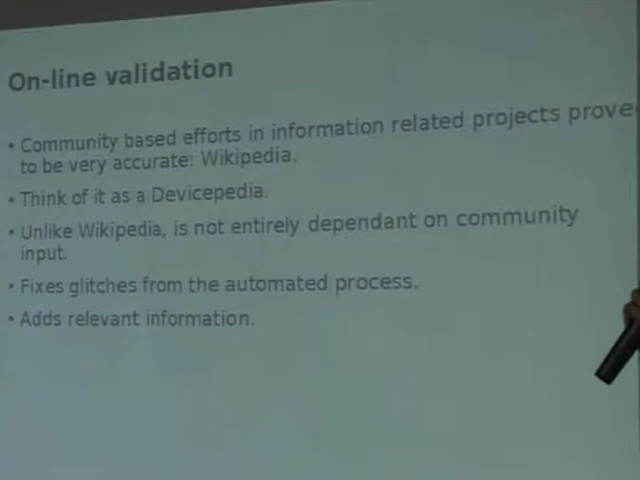 On-line validation
• Community based efforts in information related projects prove
to be very accurate: Wikipedia.
• Think of it as a Devicepedia.
• Unlike Wikipedia, is not entirely dependant on community
input.
• Fixes glitches from the automated process.
• Adds relevant information.